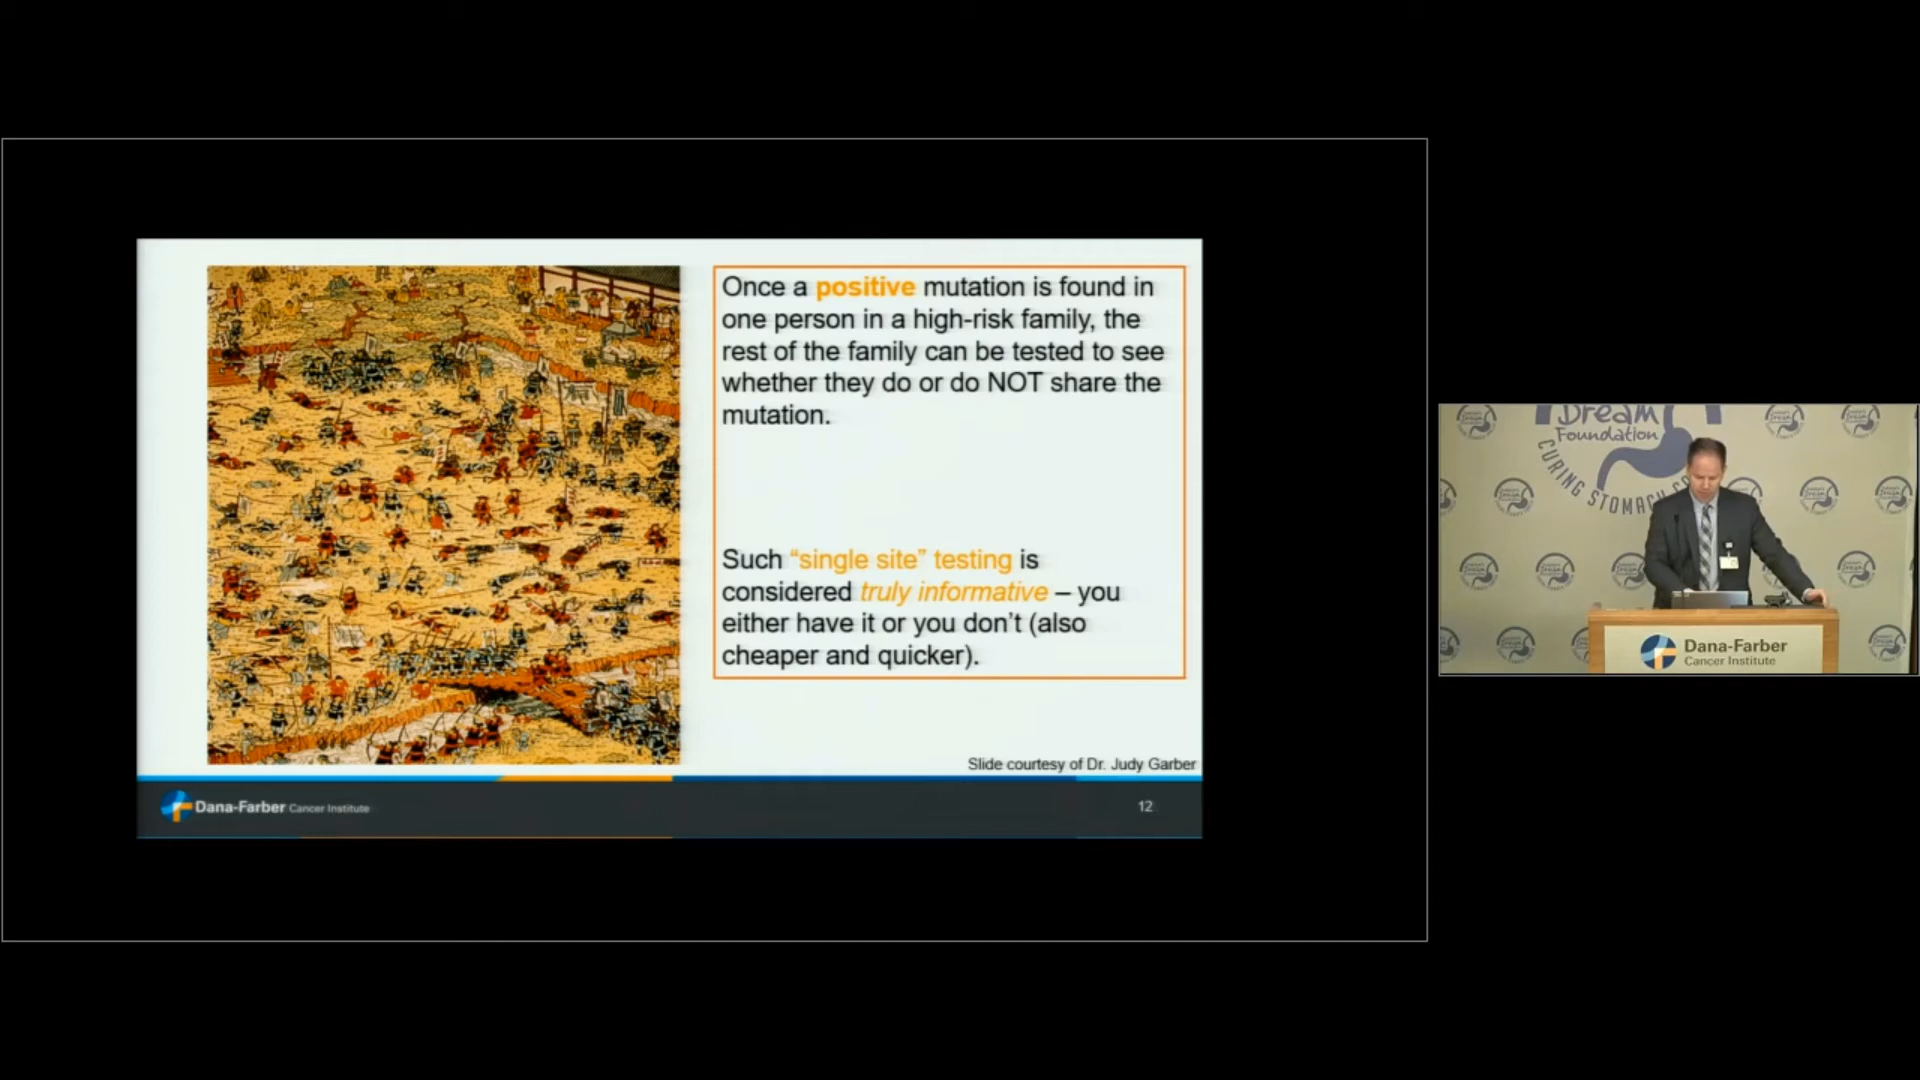 Once a positive mutation is found in
one person in a high-risk family, the
rest of the family can be tested to see
whether they do or do NOT share the
mutation.
Such “single site” testing is
considered truly informative – you
either have it or you don’t (also
cheaper and quicker).
Slide courtesy of Dr. Judy Garber
Dana-Farber Cancer Institute
12
Dream
Foundation
CURING STOMACH
Dana-Farber
Cancer Institute